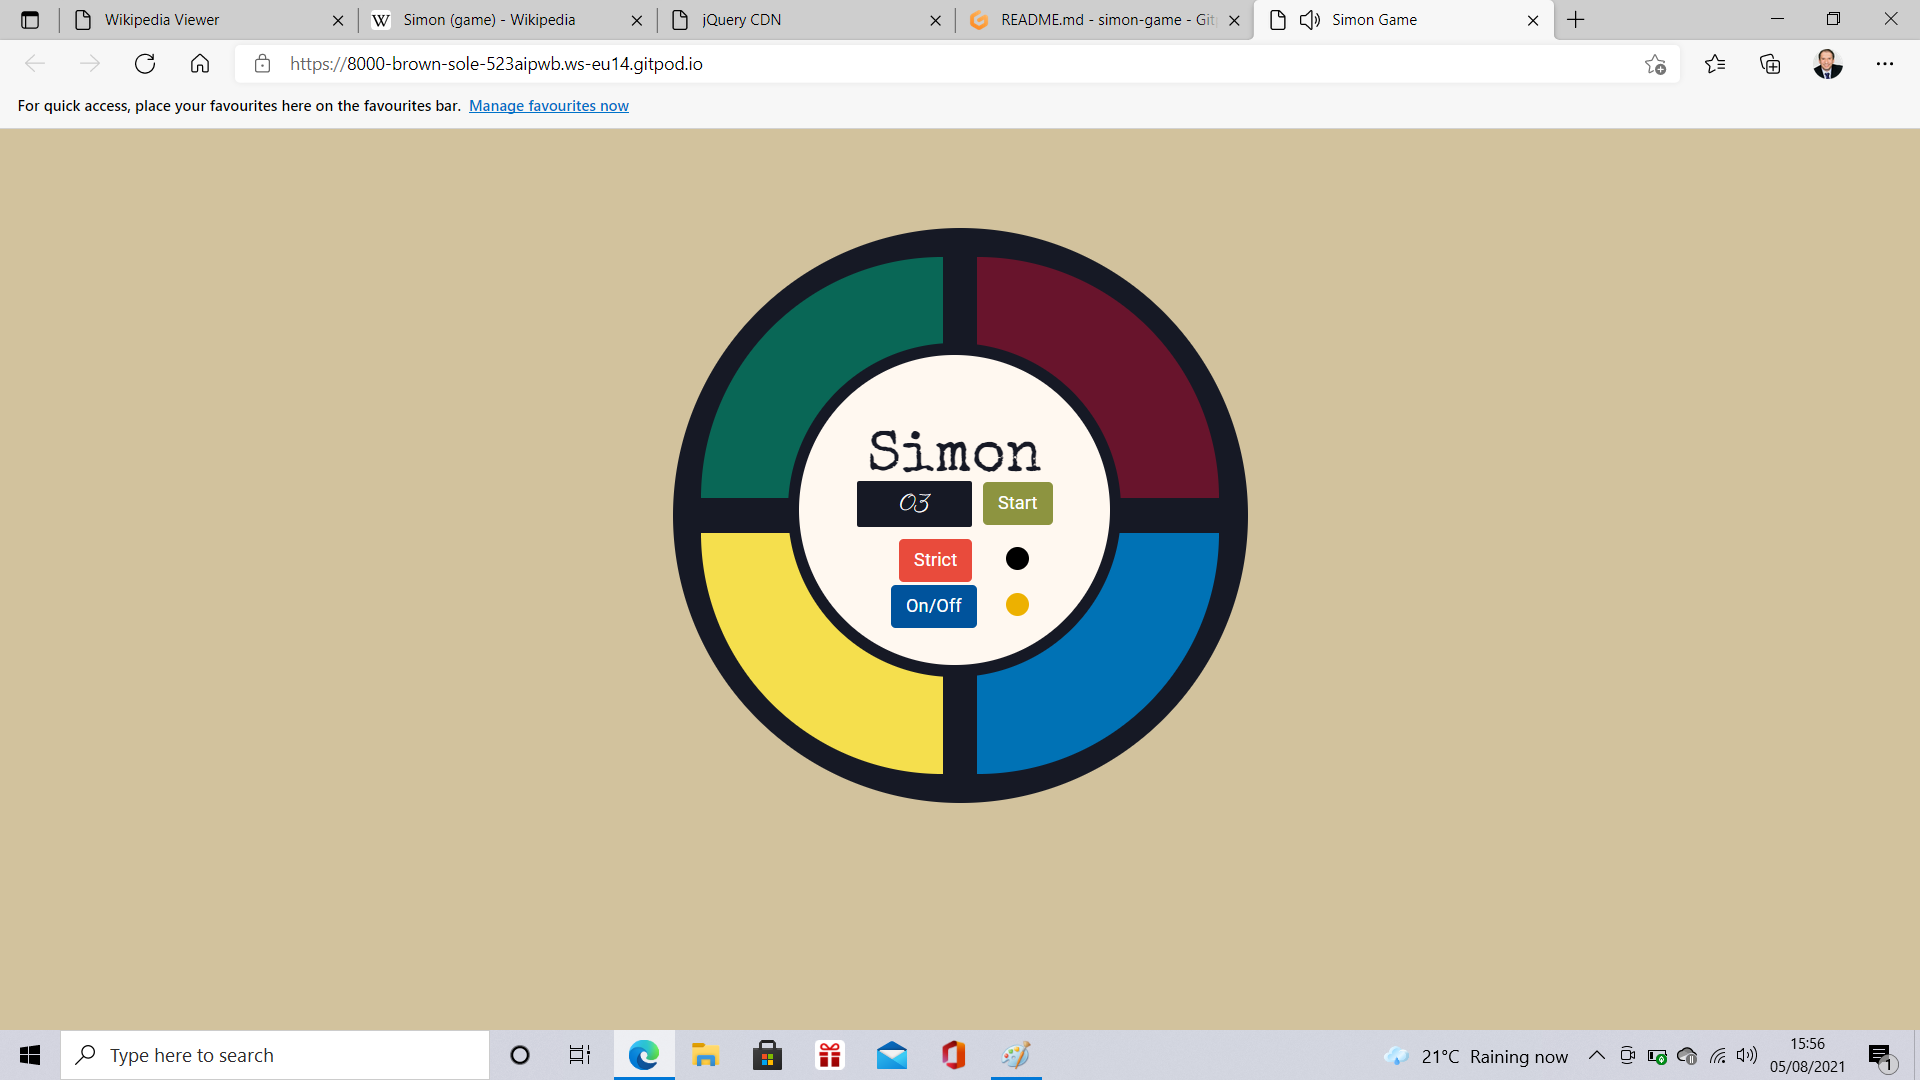 Wikipedia Viewer
Simon (game) - Wikipedia
jQuery CDN
README.md - simon-game - Git
Simon Game
https://8000-brown-sole-523aipwb.ws-eu14.gitpod.io
For quick access, place your favourites here on the favourites bar. Manage favourites now
Simon
03 Start
Strict
On/Off
Type here to search
21°C Raining now
15:56
05/08/2021
1